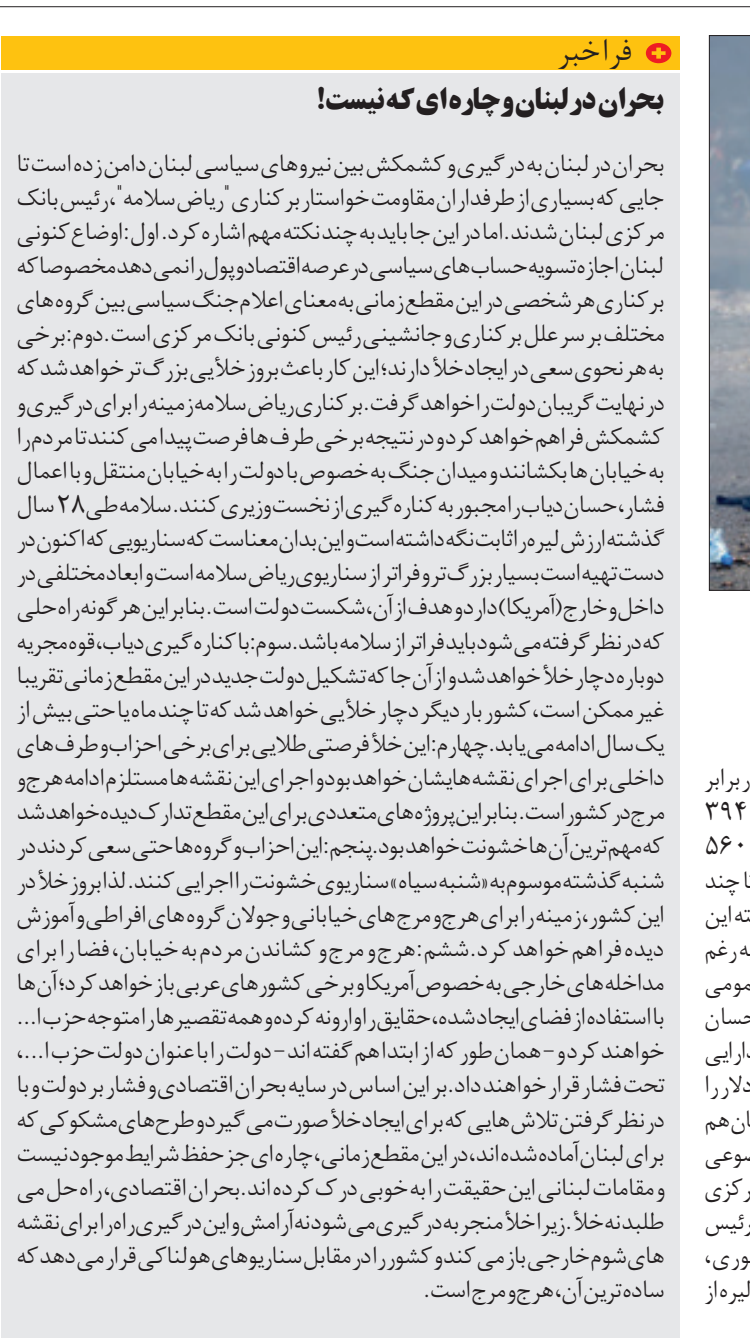 فراخبر
بحران در لبنان و چاره ای که نیست!
بحران در لبنان به درگیری و کشمکش بین نیروهای سیاسی لبنان دامن زده است تا
جایی که بسیاری از طرفداران مقاومت خواستار برکناری "ریاض سلامه"، رئیس بانک
مرکزی لبنان شدند. اما در این جا باید به چند نکته مهم اشاره کرد. اول: اوضاع کنونی
لبنان اجازه تسویه حساب های سیاسی در عرصه اقتصاد و پول را نمی دهد مخصوصا که
برکناری هر شخصی در این مقطع زمانی به معنای اعلام جنگ سیاسی بین گروه های
مختلف بر سر علل برکناری و جانشینی رئیس کنونی بانک مرکزی است. دوم: برخی
به هر نحوی سعی در ایجاد خلأ دارند؛ این کار باعث بروز خلأیی بزرگ تر خواهد شد که
در نهایت گریبان دولت را خواهد گرفت. برکناری ریاض سلامه زمینه را برای درگیری و
کشمکش فراهم خواهد کرد و در نتیجه برخی طرف ها فرصت پیدا می کنند تا مردم را
به خیابان ها بکشانند و میدان جنگ به خصوص با دولت را به خیابان منتقل و با اعمال
فشار، حسان دیاب را مجبور به کناره گیری از نخست وزیری کنند. سلامه طی ۲۸ سال
گذشته ارزش لیره را ثابت نگه داشته است و این بدان معناست که سناریویی که اکنون در
دست تهیه است بسیار بزرگ تر و فراتر از سناریوی ریاض سلامه است و ابعاد مختلفی در
داخل و خارج (آمریکا) دارد و هدف از آن، شکست دولت است. بنابراین هر گونه راه حلی
که در نظر گرفته می شود باید فراتر از سلامه باشد. سوم: با کناره گیری دیاب، قوه مجریه
دوباره دچار خلأ خواهد شد و از آن جا که تشکیل دولت جدید در این مقطع زمانی تقریبا
غیر ممکن است، کشور بار دیگر دچار خلأیی خواهد شد که تا چند ماه یا حتی بیش از
یک سال ادامه می یابد. چهارم: این خلأ فرصتی طلایی برای برخی احزاب و طرف های
داخلی برای اجرای نقشه هایشان خواهد بود و اجرای این نقشه ها مستلزم ادامه هرج و
مرج در کشور است. بنابراین پروژه های متعددی برای این مقطع تدارک دیده خواهد شد
که مهم ترین آن ها خشونت خواهد بود. پنجم: این احزاب و گروه ها حتی سعی کردند در
شنبه گذشته موسوم به «شنبه سیاه» سناریوی خشونت را اجرایی کنند. لذا بروز خلأ در
این کشور، زمینه را برای هرج و مرج های خیابانی و جولان گروه های افراطی و آموزش
دیده فراهم خواهد کرد. ششم: هرج و مرج و کشاندن مردم به خیابان، فضا را برای
مداخله های خارجی به خصوص آمریکا و برخی کشورهای عربی باز خواهد کرد؛ آن ها
با استفاده از فضای ایجاد شده، حقایق را وارونه کرده و همه تقصیرها را متوجه حزب ا...
خواهند کرد و - همان طور که از ابتدا هم گفته اند - دولت را با عنوان دولت حزب ا...،
تحت فشار قرار خواهند داد. بر این اساس در سایه بحران اقتصادی و فشار بر دولت و با
در نظر گرفتن تلاش هایی که برای ایجاد خلأ صورت می گیرد و طرح های مشکوکی که
برای لبنان آماده شده اند، در این مقطع زمانی، چاره ای جز حفظ شرایط موجود نیست
و مقامات لبنانی این حقیقت را به خوبی درک کرده اند. بحران اقتصادی، راه حل می
طلبد نه خلأ. زیرا خلأ منجر به درگیری می شود نه آرامش و این درگیری راه را برای نقشه
های شوم خارجی باز می کند و کشور را در مقابل سناریوهای هولناکی قرار می دهد که
ساده ترین آن، هرج و مرج است.
برابر
۳۹۴
۵۶۰
تا چند
این
رغم
حسان
دارایی
دلار را
هم
رئیس
لیره از